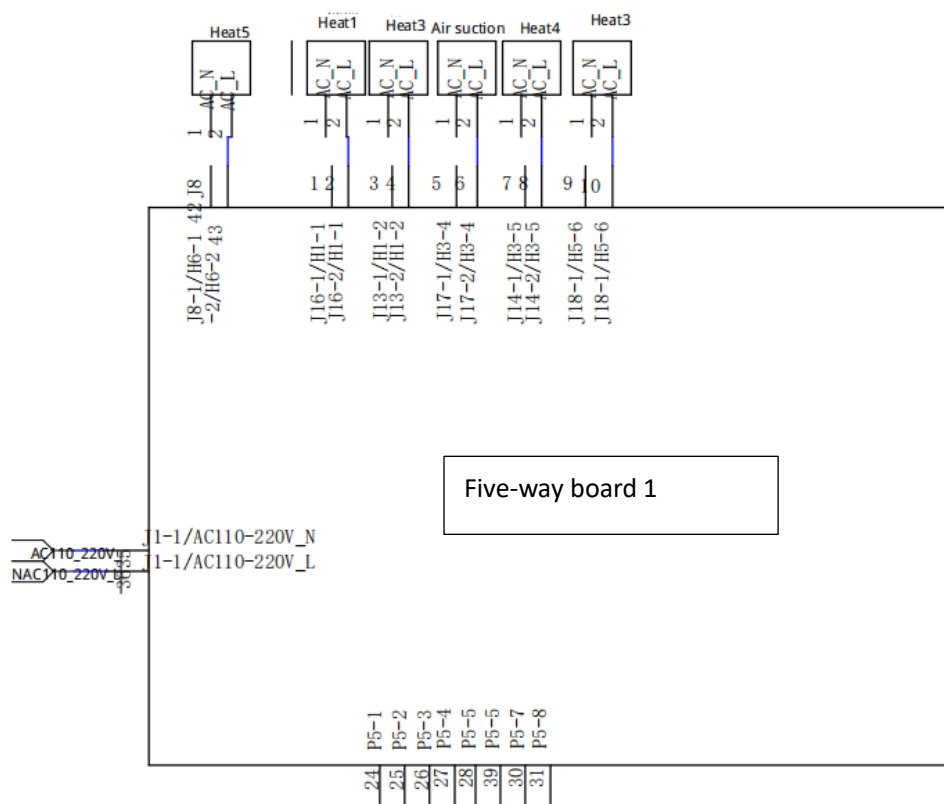 Heat5
Heat1
Heat3
Air suction
Heat4
Heat3
AC_N
AC_L
AC_N
AC_L
AC_N
AC_L
AC_N
AC_L
AC_N
AC_L
AC_N
AC_L
1
2
1
2
1
2
1
2
1
2
1
2
J8
42
43
1
2
3
4
5
6
7
8
9
10
J8-1/H6-1
-2/H6-2
J16-1/H1-1
J16-2/H1-1
J13-1/H1-2
J13-2/H1-2
J17-1/H3-4
J17-2/H3-4
J14-1/H3-5
J14-2/H3-5
J18-1/H5-6
J18-1/H5-6
Five-way board 1
J1-1/AC110-220V_N
J1-1/AC110-220V_L
AC110_220V_
NAC110_220V_L
35
36
P5-1
P5-2
P5-3
P5-4
P5-5
P5-5
P5-7
P5-8
24
25
26
27
28
39
30
31